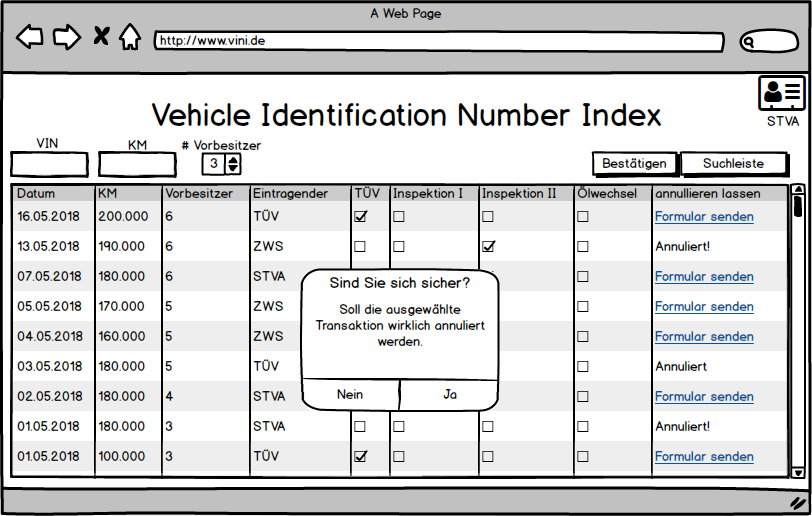 A Web Page
http://www.vini.de
STVA
Vehicle Identification Number Index
VIN KM # Vorbesitzer
3 Bestätigen Suchleiste
Datum KM Vorbesitzer Eintragender TÜV Inspektion I Inspektion II Ölwechsel annullieren lassen
16.05.2018 200.000 6 TÜV Formular senden
13.05.2018 190.000 6 ZWS Annuliert!
07.05.2018 180.000 6 STVA Formular senden
05.05.2018 170.000 5 ZWS Formular senden
04.05.2018 160.000 5 ZWS Formular senden
03.05.2018 180.000 5 TÜV Annuliert
02.05.2018 180.000 4 STVA Formular senden
01.05.2018 180.000 3 STVA Annuliert!
01.05.2018 100.000 3 TÜV Formular senden
Sind Sie sich sicher?
Soll die ausgewählte
Transaktion wirklich annuliert
werden.
Nein Ja